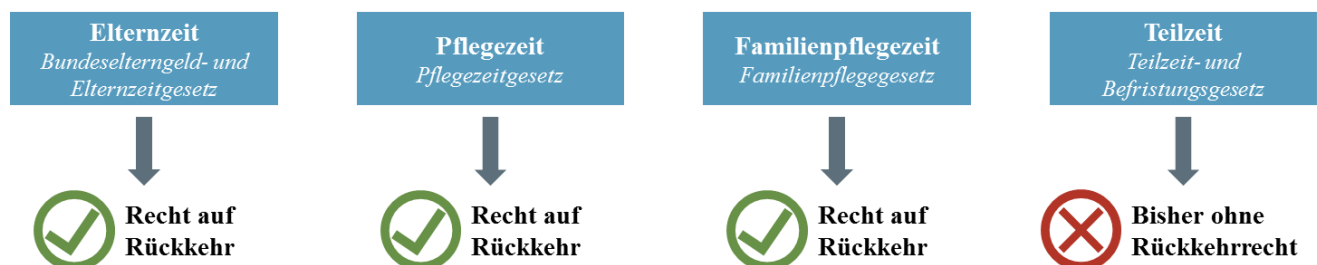 Elternzeit
Bundeselterngeld- und
Elternzeitgesetz
Pflegezeit
Pflegezeitgesetz
Familienpflegezeit
Familienpflegegesetz
Teilzeit
Teilzeit- und
Befristungsgesetz
Recht auf
Rückkehr
Recht auf
Rückkehr
Recht auf
Rückkehr
Bisher ohne
Rückkehrrecht